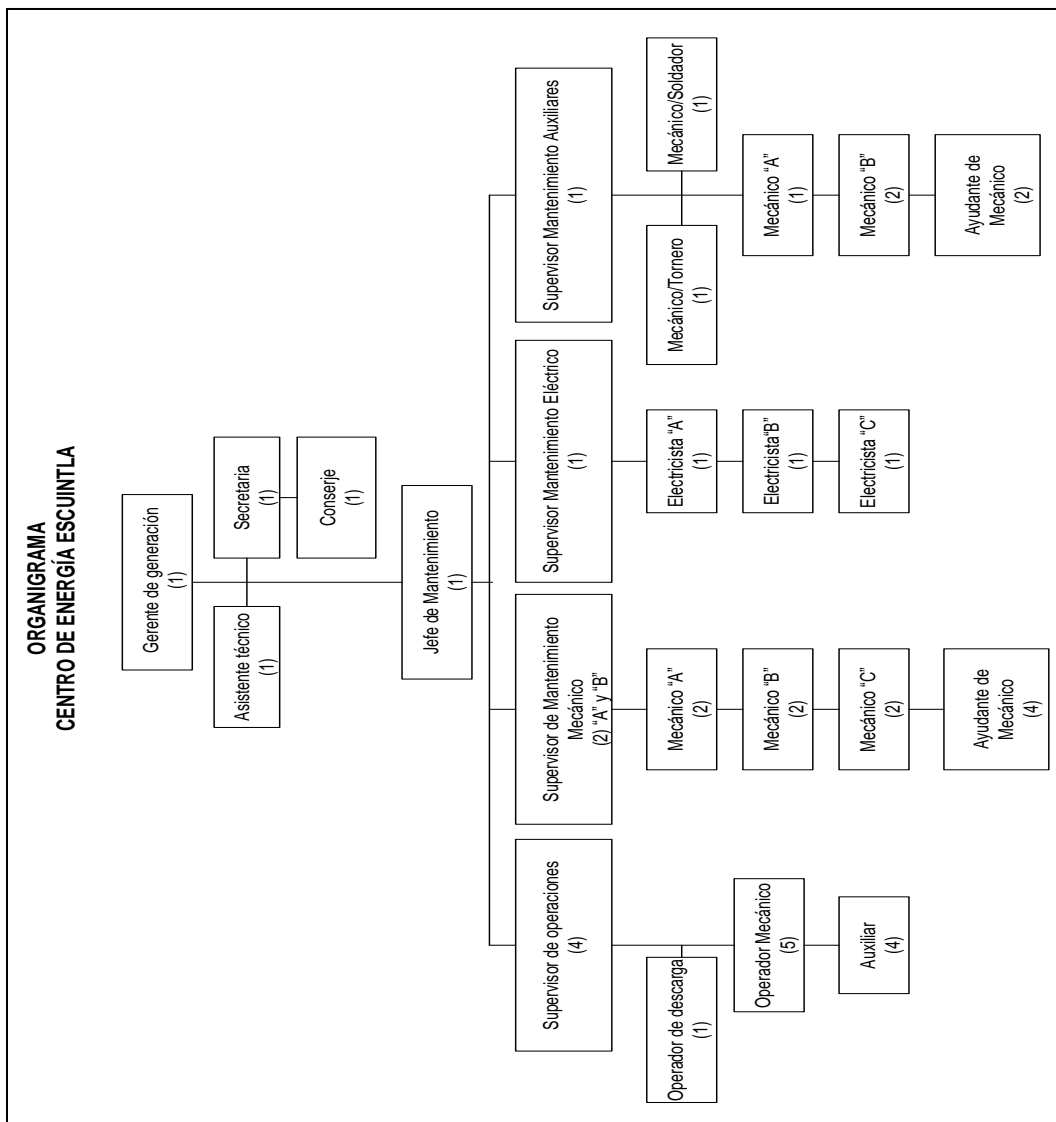 ORGANIGRAMA
CENTRO DE ENERGÍA ESCUINTLA
Gerente de generación
(1)
Asistente técnico
(1)
Secretaria
(1)
Conserje
(1)
Jefe de Mantenimiento
(1)
Supervisor de operaciones
(4)
Operador de descarga
(1)
Operador Mecánico
(5)
Auxiliar
(4)
Supervisor de Mantenimiento
Mecánico
(2) “A” y “B”
Mecánico “A”
(2)
Mecánico “B”
(2)
Mecánico “C”
(2)
Ayudante de
Mecánico
(4)
Supervisor Mantenimiento Eléctrico
(1)
Electricista “A”
(1)
Electricista“B”
(1)
Electricista “C”
(1)
Supervisor Mantenimiento Auxiliares
(1)
Mecánico/Tornero
(1)
Mecánico/Soldador
(1)
Mecánico “A”
(1)
Mecánico “B”
(2)
Ayudante de
Mecánico
(2)